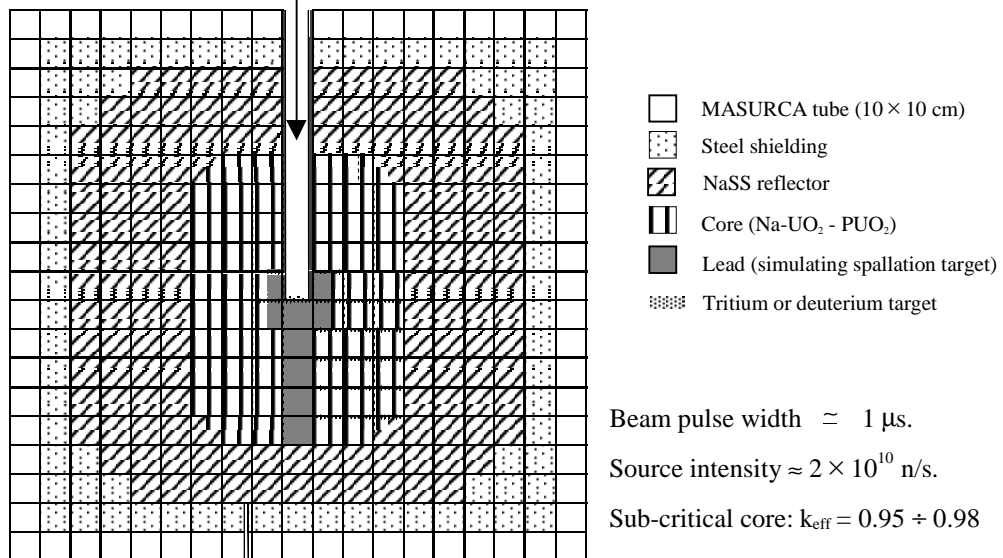 MASURCA tube (10 × 10 cm)
Steel shielding
NaSS reflector
Core (Na-UO₂ - PUO₂)
Lead (simulating spallation target)
Tritium or deuterium target
Beam pulse width ≃ 1 μs.
Source intensity ≈ 2 × 10¹⁰ n/s.
Sub-critical core: kₑff = 0.95 ÷ 0.98